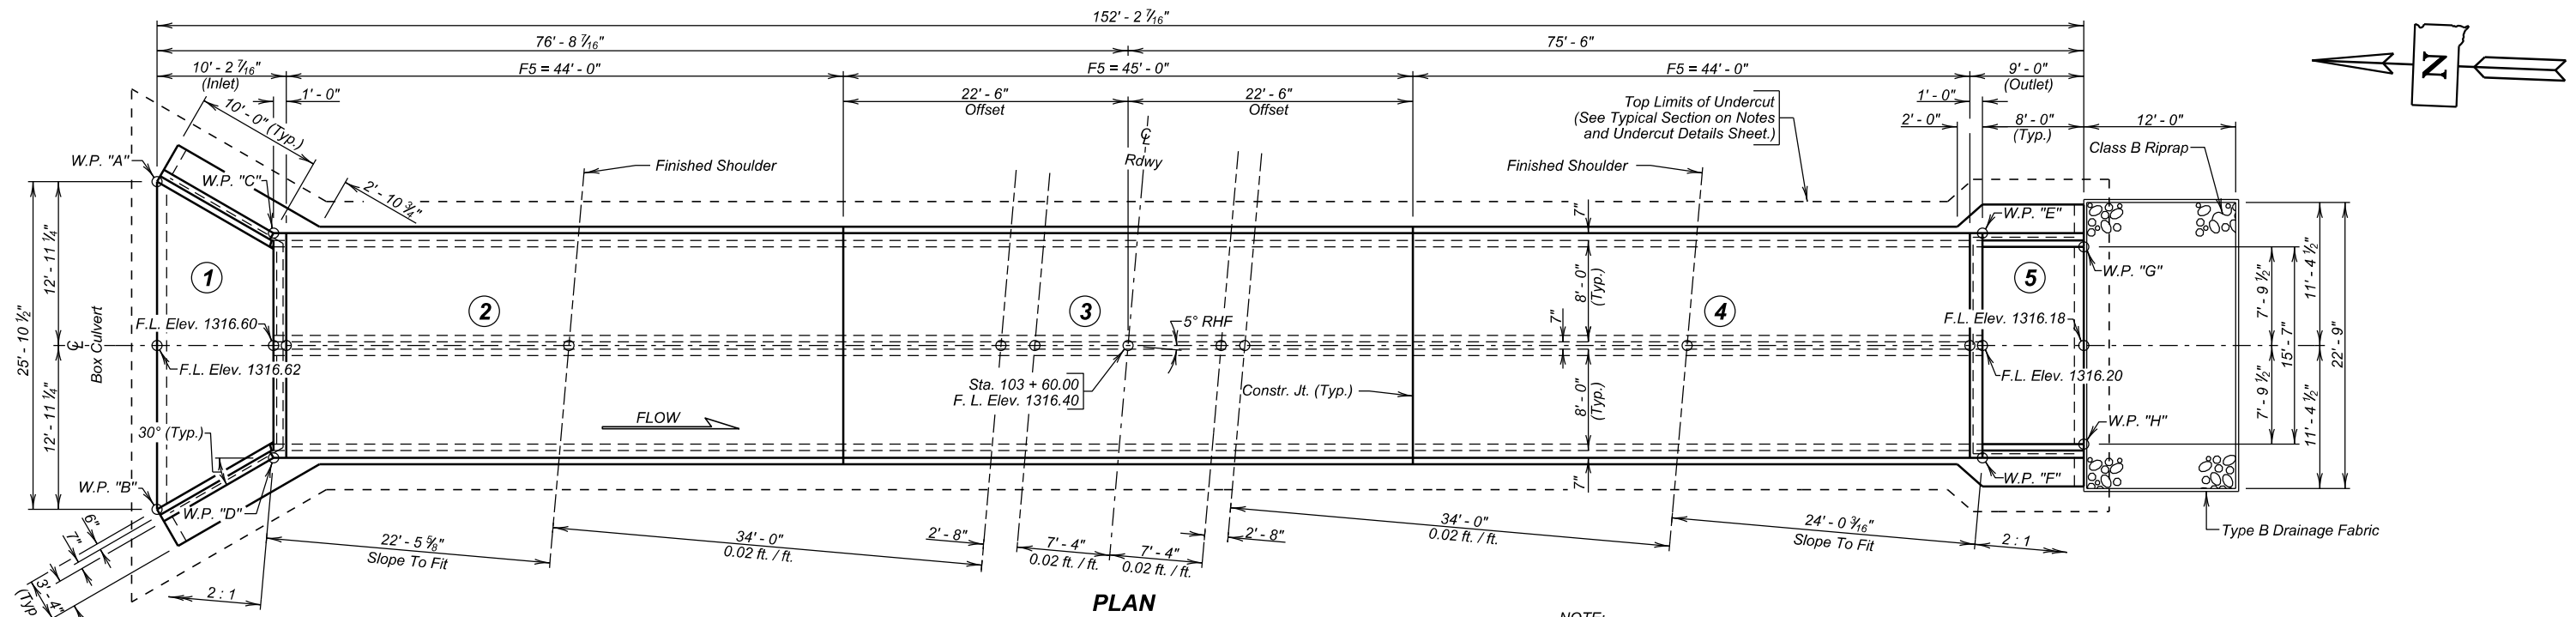 152' - 2 7/16"
76' - 8 7/16"
75' - 6"
10' - 2 7/16"
(Inlet)
F5 = 44' - 0"
F5 = 45' - 0"
F5 = 44' - 0"
9' - 0"
(Outlet)
1' - 0"
22' - 6"
Offset
22' - 6"
Offset
1' - 0"
2' - 0"
8' - 0"
(Typ.)
12' - 0"
N
10' - 0" (Typ.)
2' - 10 3/4"
W.P. "A"
W.P. "C"
Finished Shoulder
℄
Rdwy
Top Limits of Undercut
(See Typical Section on Notes
and Undercut Details Sheet.)
Finished Shoulder
Class B Riprap
7"
W.P. "E"
W.P. "G"
25' - 10 1/2"
12' - 11 1/4"
12' - 11 1/4"
℄
Box Culvert
1
2
3
4
5
8' - 0"
(Typ.)
7"
8' - 0"
(Typ.)
7"
F.L. Elev. 1316.60
F.L. Elev. 1316.62
5° RHF
Sta. 103 + 60.00
F. L. Elev. 1316.40
Constr. Jt. (Typ.)
F.L. Elev. 1316.18
F.L. Elev. 1316.20
7' - 9 1/2"
7' - 9 1/2"
15' - 7"
11' - 4 1/2"
11' - 4 1/2"
22' - 9"
FLOW
30° (Typ.)
W.P. "B"
W.P. "D"
W.P. "H"
W.P. "F"
Type B Drainage Fabric
6"
7"
3' - 4"
(Typ
2 : 1
22' - 5 5/8"
Slope To Fit
34' - 0"
0.02 ft. / ft.
2' - 8"
7' - 4"
0.02 ft. / ft.
7' - 4"
0.02 ft. / ft.
2' - 8"
34' - 0"
0.02 ft. / ft.
24' - 0 3/16"
Slope To Fit
2 : 1
PLAN
NOTE: